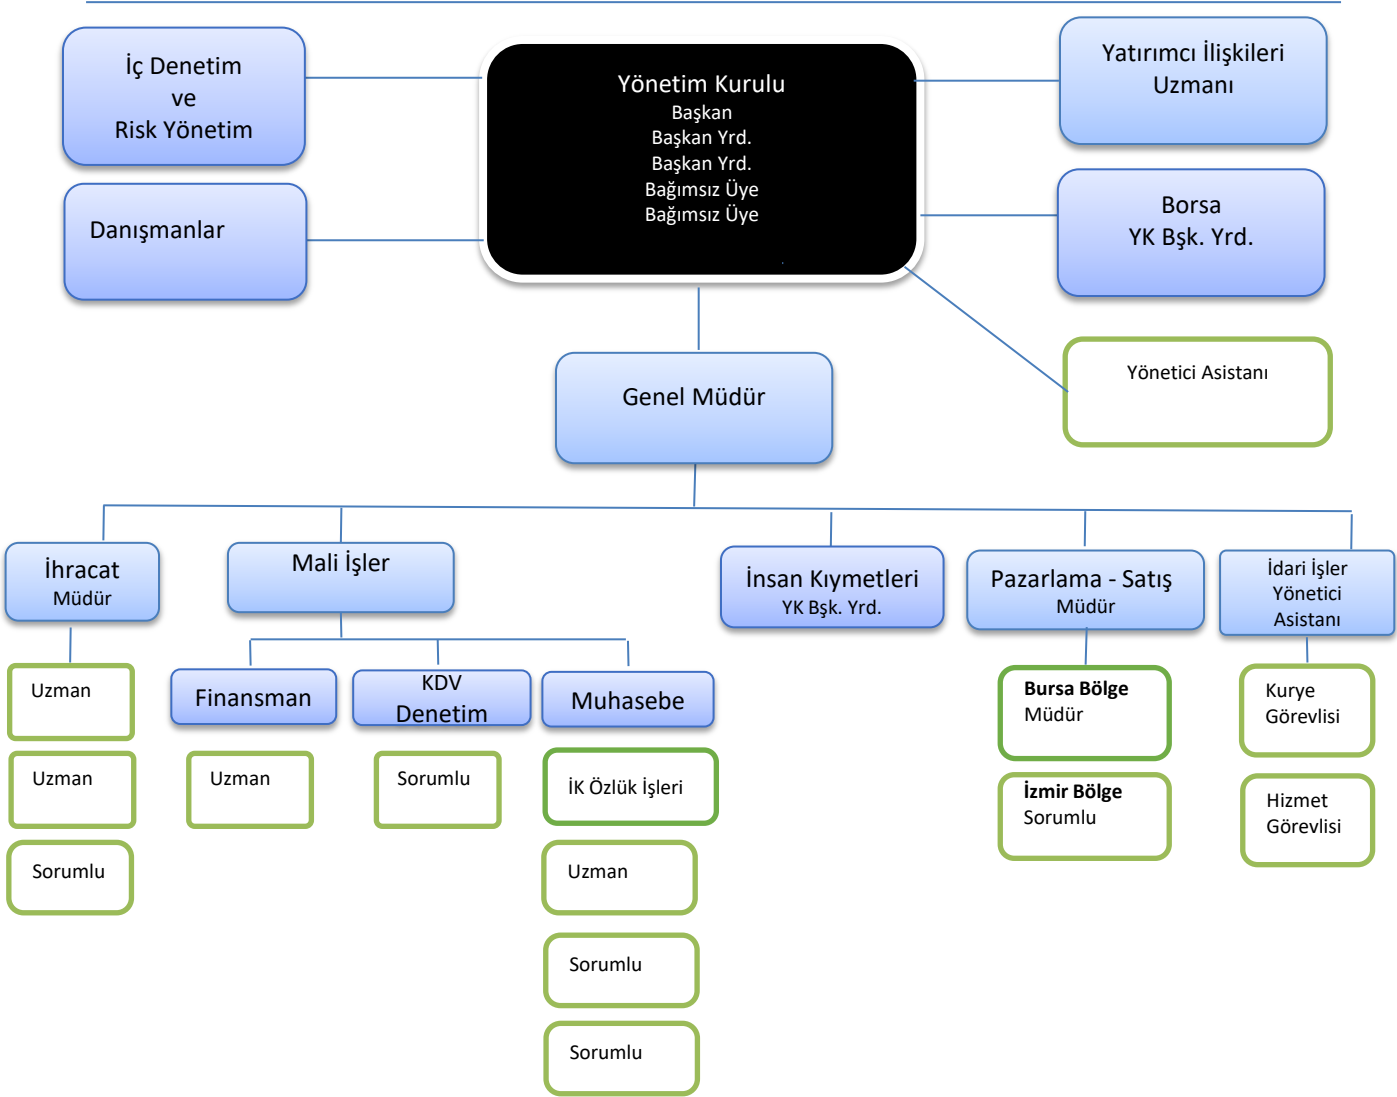 İç Denetim
ve
Risk Yönetim
Yönetim Kurulu
Başkan
Başkan Yrd.
Başkan Yrd.
Bağımsız Üye
Bağımsız Üye
Yatırımcı İlişkileri
Uzmanı
Danışmanlar
Borsa
YK Bşk. Yrd.
Yönetici Asistanı
Genel Müdür
İhracat
Müdür
Mali İşler
İnsan Kıymetleri
YK Bşk. Yrd.
Pazarlama - Satış
Müdür
İdari İşler
Yönetici
Asistanı
Uzman
Uzman
Sorumlu
Finansman
Uzman
KDV
Denetim
Sorumlu
Muhasebe
İK Özlük İşleri
Uzman
Sorumlu
Sorumlu
Bursa Bölge
Müdür
İzmir Bölge
Sorumlu
Kurye
Görevlisi
Hizmet
Görevlisi